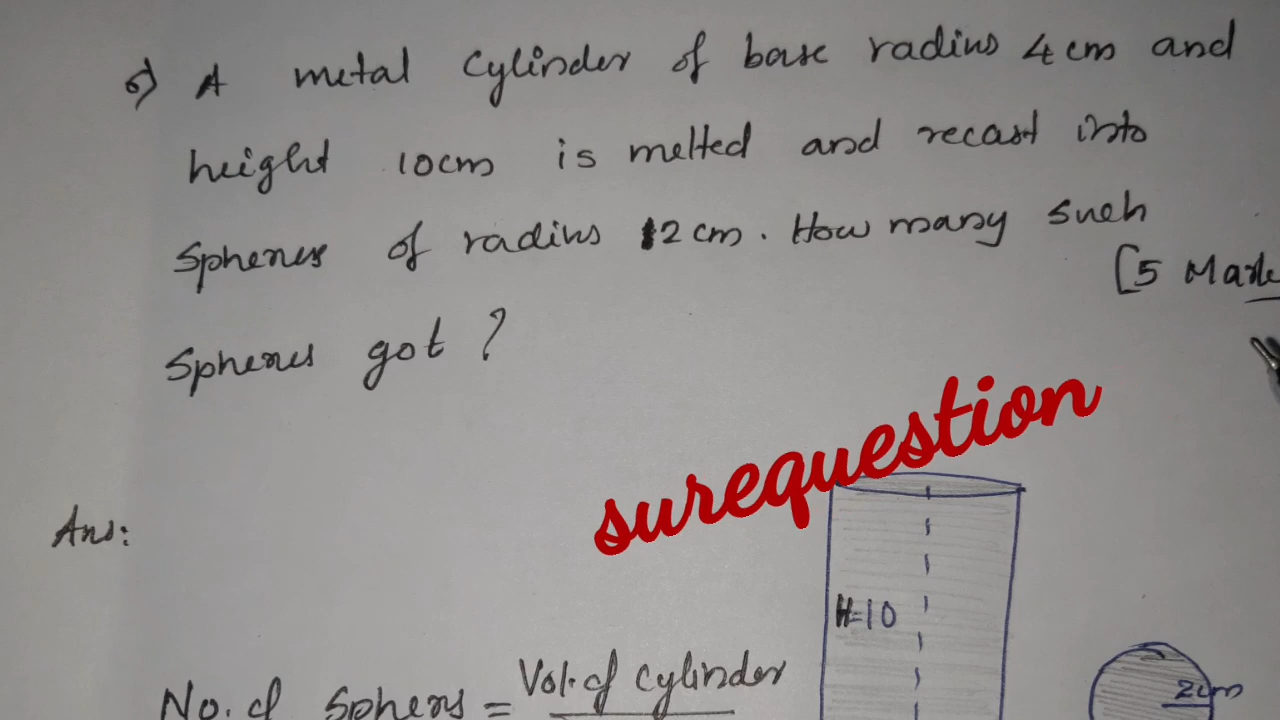 6) A metal cylinder of base radius 4 cm and
height 10cm is melted and recast into
spheres of radius 2 cm. How many such
[5 Marks
spheres got ?
surequestion
Ans:
H=10
No. of spheres = Vol. of cylinder
2cm